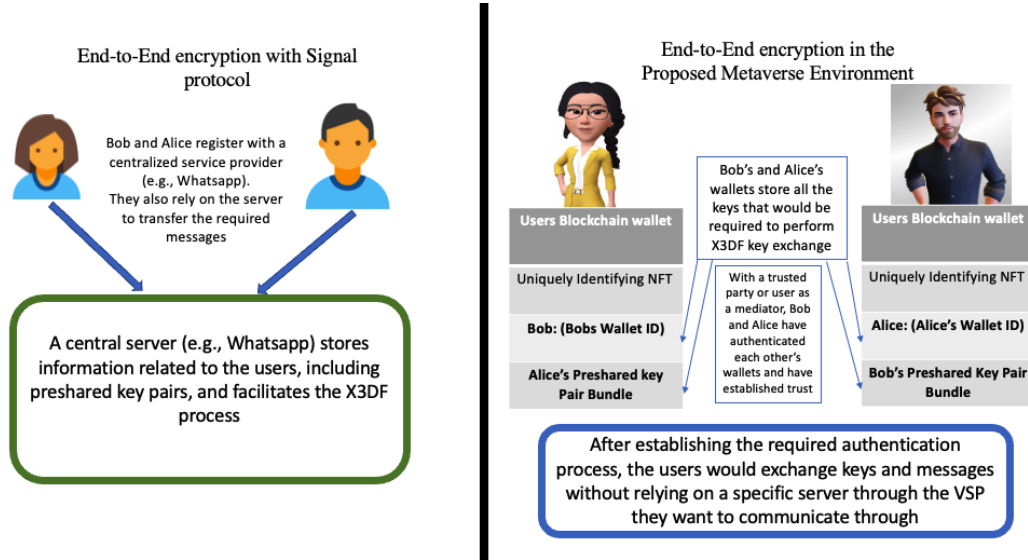 End-to-End encryption with Signal
protocol
Bob and Alice register with a
centralized service provider
(e.g., Whatsapp).
They also rely on the server
to transfer the required
messages
A central server (e.g., Whatsapp) stores
information related to the users, including
preshared key pairs, and facilitates the X3DF
process
End-to-End encryption in the
Proposed Metaverse Environment
Users Blockchain wallet
Uniquely Identifying NFT
Bob: (Bobs Wallet ID)
Alice's Preshared key
Pair Bundle
Bob's and Alice's
wallets store all the
keys that would be
required to perform
X3DF key exchange
With a trusted
party or user as
a mediator, Bob
and Alice have
authenticated
each other's
wallets and have
established trust
Users Blockchain wallet
Uniquely Identifying NFT
Alice: (Alice's Wallet ID)
Bob's Preshared Key Pair
Bundle
After establishing the required authentication
process, the users would exchange keys and messages
without relying on a specific server through the VSP
they want to communicate through